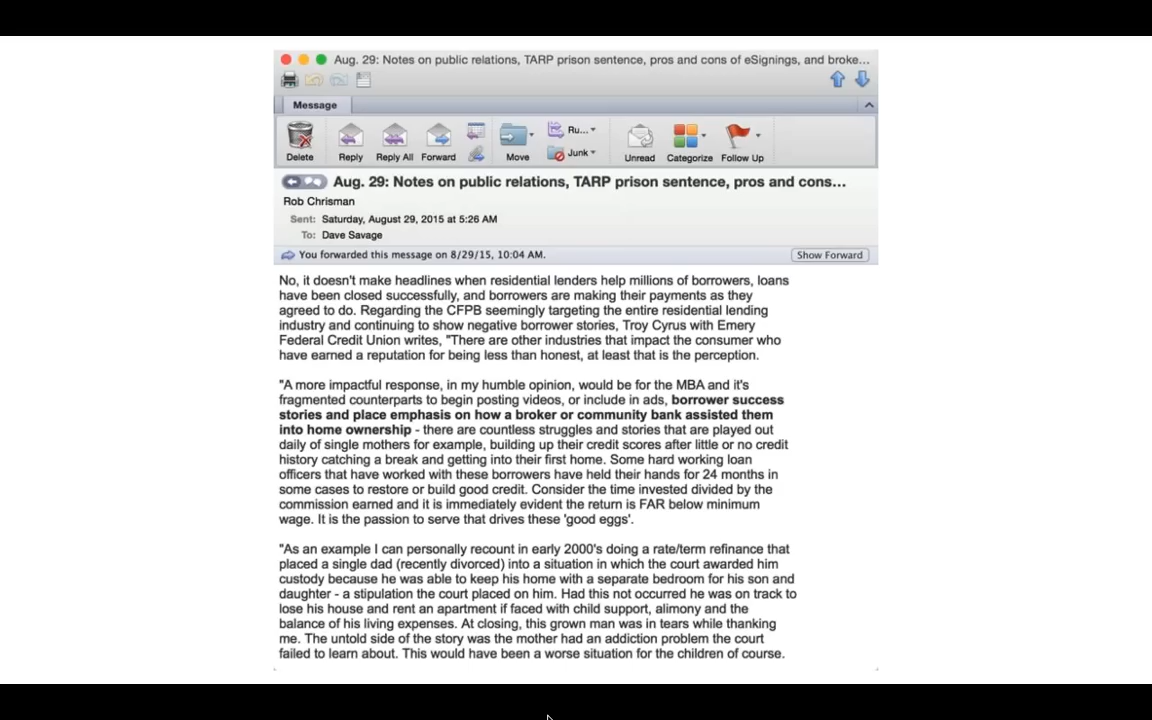 Aug. 29: Notes on public relations, TARP prison sentence, pros and cons of eSignings, and broke...
Message
Delete
Reply
Reply All
Forward
Move
Ru...
Junk
Unread
Categorize
Follow Up
Aug. 29: Notes on public relations, TARP prison sentence, pros and cons...
Rob Chrisman
Sent: Saturday, August 29, 2015 at 5:26 AM
To: Dave Savage
You forwarded this message on 8/29/15, 10:04 AM.
Show Forward
No, it doesn't make headlines when residential lenders help millions of borrowers, loans
have been closed successfully, and borrowers are making their payments as they
agreed to do. Regarding the CFPB seemingly targeting the entire residential lending
industry and continuing to show negative borrower stories, Troy Cyrus with Emery
Federal Credit Union writes, "There are other industries that impact the consumer who
have earned a reputation for being less than honest, at least that is the perception.
"A more impactful response, in my humble opinion, would be for the MBA and it's
fragmented counterparts to begin posting videos, or include in ads, borrower success
stories and place emphasis on how a broker or community bank assisted them
into home ownership - there are countless struggles and stories that are played out
daily of single mothers for example, building up their credit scores after little or no credit
history catching a break and getting into their first home. Some hard working loan
officers that have worked with these borrowers have held their hands for 24 months in
some cases to restore or build good credit. Consider the time invested divided by the
commission earned and it is immediately evident the return is FAR below minimum
wage. It is the passion to serve that drives these 'good eggs'.
"As an example I can personally recount in early 2000's doing a rate/term refinance that
placed a single dad (recently divorced) into a situation in which the court awarded him
custody because he was able to keep his home with a separate bedroom for his son and
daughter - a stipulation the court placed on him. Had this not occurred he was on track to
lose his house and rent an apartment if faced with child support, alimony and the
balance of his living expenses. At closing, this grown man was in tears while thanking
me. The untold side of the story was the mother had an addiction problem the court
failed to learn about. This would have been a worse situation for the children of course.